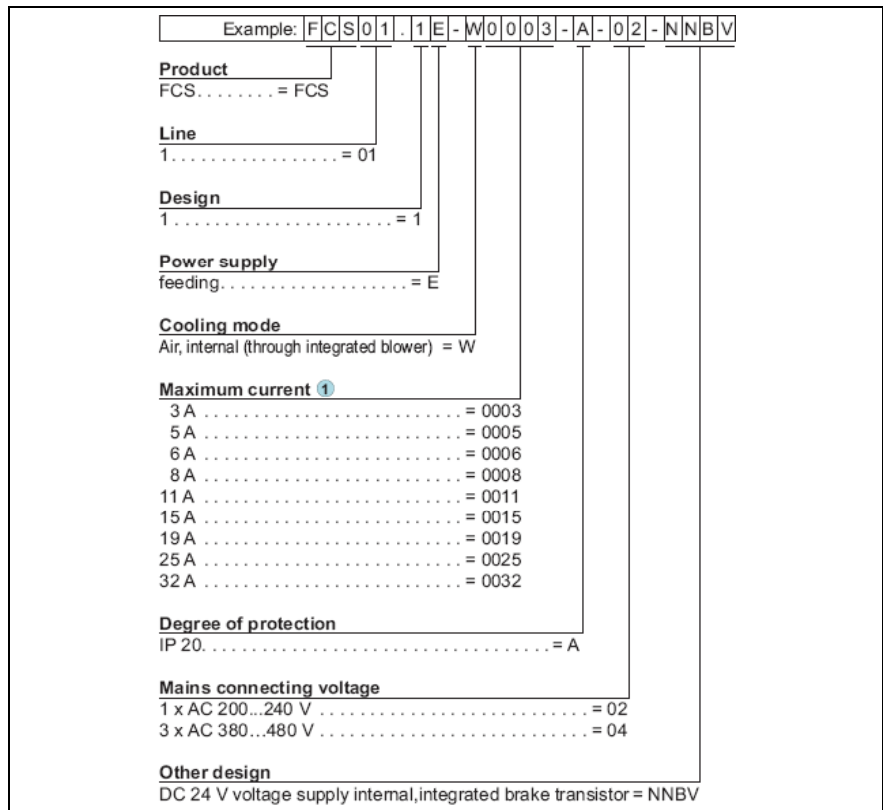 Example: FCS01.1E-W0003-A-02-NNBV
Product
FCS. . . . . . . . = FCS
Line
1. . . . . . . . . . . . . . . . . = 01
Design
1 . . . . . . . . . . . . . . . . . . . . . . = 1
Power supply
feeding. . . . . . . . . . . . . . . . . . . = E
Cooling mode
Air, internal (through integrated blower) = W
Maximum current 1
3 A . . . . . . . . . . . . . . . . . . . . . . . . . . = 0003
5 A . . . . . . . . . . . . . . . . . . . . . . . . . . = 0005
6 A . . . . . . . . . . . . . . . . . . . . . . . . . . = 0006
8 A . . . . . . . . . . . . . . . . . . . . . . . . . . = 0008
11 A . . . . . . . . . . . . . . . . . . . . . . . . . . = 0011
15 A . . . . . . . . . . . . . . . . . . . . . . . . . . = 0015
19 A . . . . . . . . . . . . . . . . . . . . . . . . . . = 0019
25 A . . . . . . . . . . . . . . . . . . . . . . . . . . = 0025
32 A . . . . . . . . . . . . . . . . . . . . . . . . . . = 0032
Degree of protection
IP 20. . . . . . . . . . . . . . . . . . . . . . . . . . . . . . . . . . . = A
Mains connecting voltage
1 x AC 200...240 V . . . . . . . . . . . . . . . . . . . . . . . . . . . = 02
3 x AC 380...480 V . . . . . . . . . . . . . . . . . . . . . . . . . . . = 04
Other design
DC 24 V voltage supply internal,integrated brake transistor = NNBV